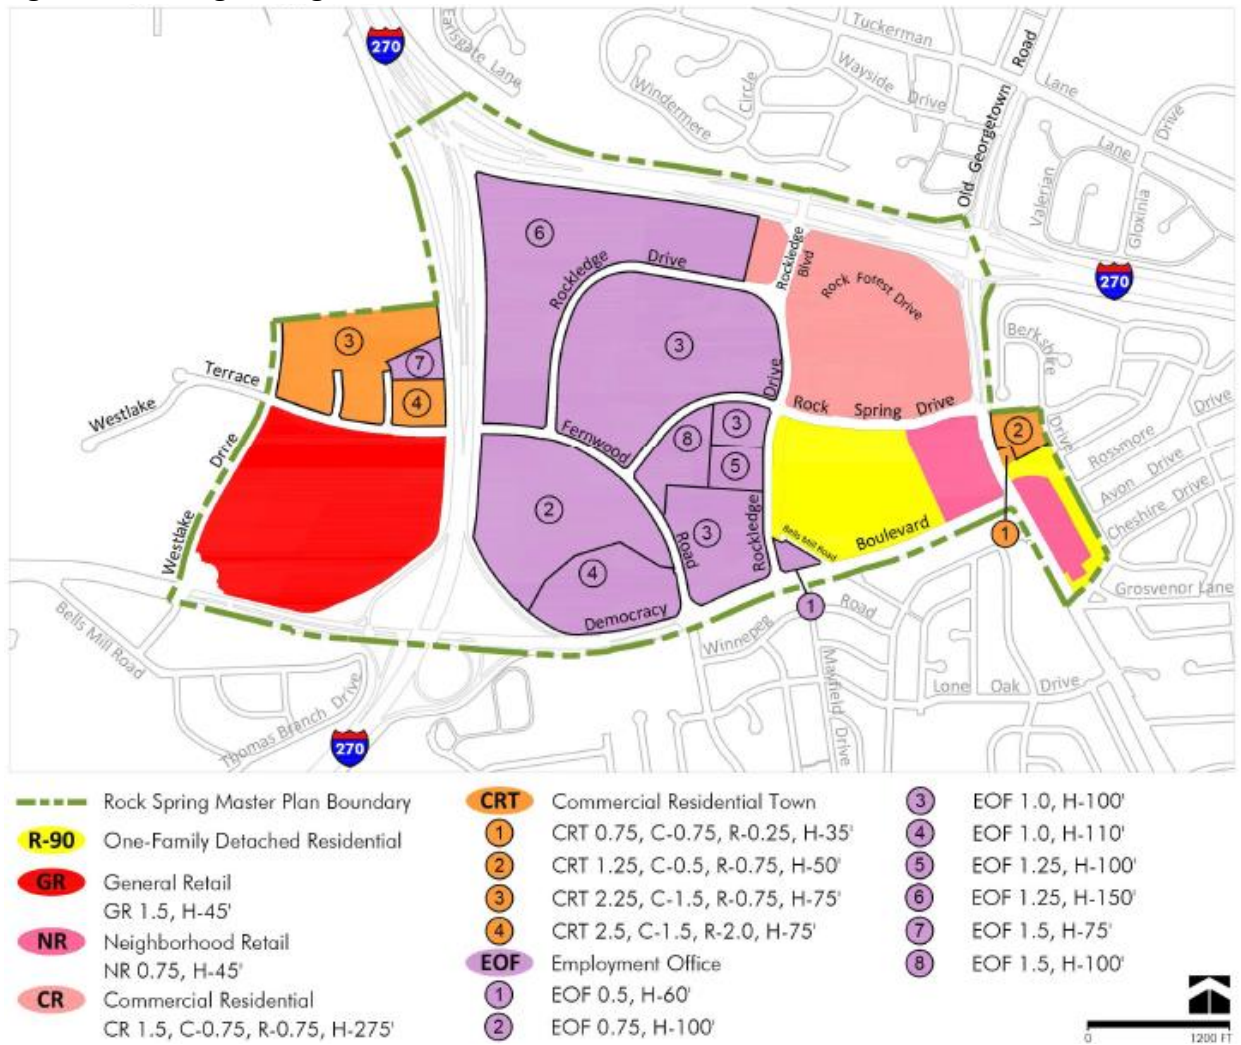 270
Earlsgate Lane
Tuckerman
Lane
Wayside Drive
Windermere
Circle
Old Georgetown Road
Valerian
Lane
Gloxinia
Drive
270
6
Rockledge Drive
Rockledge Blvd
Rock Forest Drive
3
7
4
3
Terrace
Westlake
Drive
Westlake
Drive
Rock Spring Drive
Fernwood
Road
8
3
5
2
3
4
Rockledge
Democracy
Boulevard
Bells Mill Road
1
2
1
Berkshire
Drive
Rossmore
Drive
Avon Drive
Cheshire Drive
Grosvenor Lane
Bells Mill Road
Thomas Branch Drive
270
Winnepeg
Road
Mayfield Drive
Lone Oak Drive
Rock Spring Master Plan Boundary
R-90 One-Family Detached Residential
GR General Retail
GR 1.5, H-45'
NR Neighborhood Retail
NR 0.75, H-45'
CR Commercial Residential
CR 1.5, C-0.75, R-0.75, H-275'
CRT Commercial Residential Town
1 CRT 0.75, C-0.75, R-0.25, H-35'
2 CRT 1.25, C-0.5, R-0.75, H-50'
3 CRT 2.25, C-1.5, R-0.75, H-75'
4 CRT 2.5, C-1.5, R-2.0, H-75'
EOF Employment Office
1 EOF 0.5, H-60'
2 EOF 0.75, H-100'
3 EOF 1.0, H-100'
4 EOF 1.0, H-110'
5 EOF 1.25, H-100'
6 EOF 1.25, H-150'
7 EOF 1.5, H-75'
8 EOF 1.5, H-100'
0 1200 FT